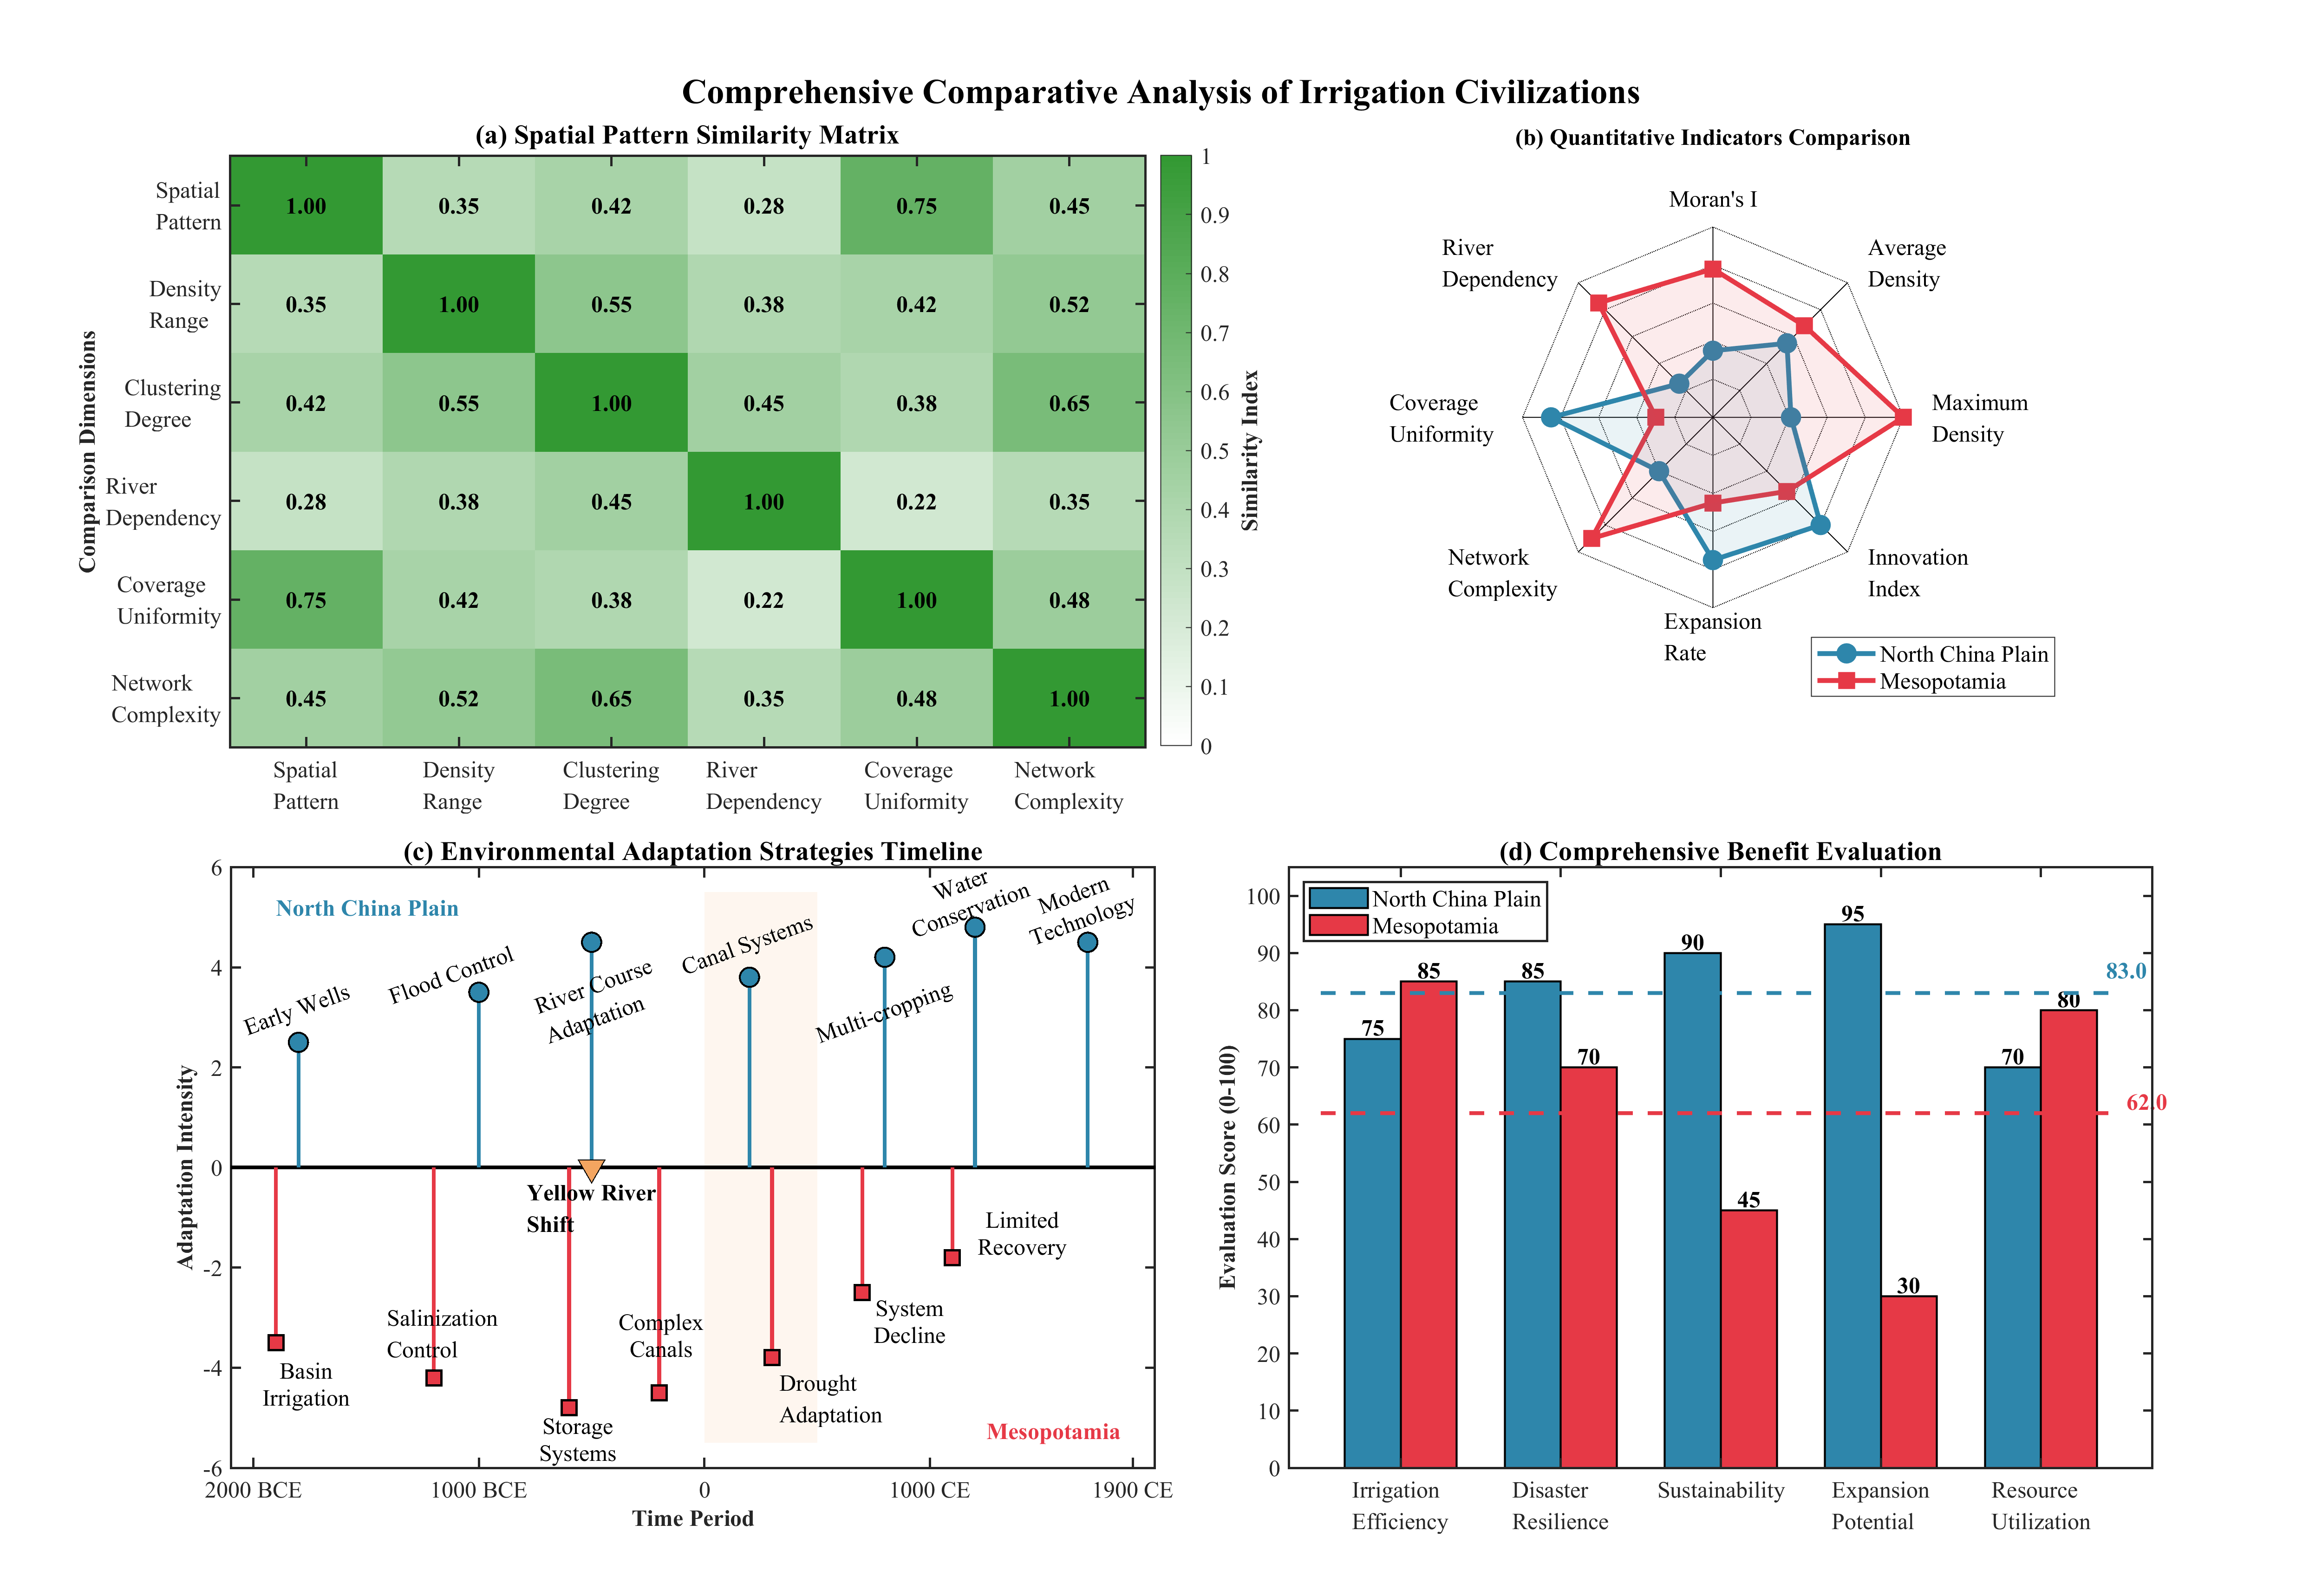 Comprehensive Comparative Analysis of Irrigation Civilizations
(a) Spatial Pattern Similarity Matrix
Comparison Dimensions
Spatial
Pattern
1.00 0.35 0.42 0.28 0.75 0.45
Density
Range
0.35 1.00 0.55 0.38 0.42 0.52
Clustering
Degree
0.42 0.55 1.00 0.45 0.38 0.65
River
Dependency
0.28 0.38 0.45 1.00 0.22 0.35
Coverage
Uniformity
0.75 0.42 0.38 0.22 1.00 0.48
Network
Complexity
0.45 0.52 0.65 0.35 0.48 1.00
Spatial
Pattern
Density
Range
Clustering
Degree
River
Dependency
Coverage
Uniformity
Network
Complexity
1
0.9
0.8
0.7
0.6
0.5
0.4
0.3
0.2
0.1
0
Similarity Index
(b) Quantitative Indicators Comparison
Moran's I
Average
Density
Maximum
Density
Innovation
Index
Expansion
Rate
Network
Complexity
Coverage
Uniformity
River
Dependency
North China Plain
Mesopotamia
(c) Environmental Adaptation Strategies Timeline
Adaptation Intensity
6
4
2
0
-2
-4
-6
North China Plain
Early Wells
Flood Control
River Course
Adaptation
Canal Systems
Multi-cropping
Water
Conservation
Modern
Technology
Yellow River
Shift
Basin
Irrigation
Salinization
Control
Storage
Systems
Complex
Canals
Drought
Adaptation
System
Decline
Limited
Recovery
Mesopotamia
2000 BCE 1000 BCE 0 1000 CE 1900 CE
Time Period
(d) Comprehensive Benefit Evaluation
Evaluation Score (0-100)
100
90
80
70
60
50
40
30
20
10
0
North China Plain
Mesopotamia
75
85
85
70
90
45
95
30
70
80
83.0
62.0
Irrigation
Efficiency
Disaster
Resilience
Sustainability
Expansion
Potential
Resource
Utilization